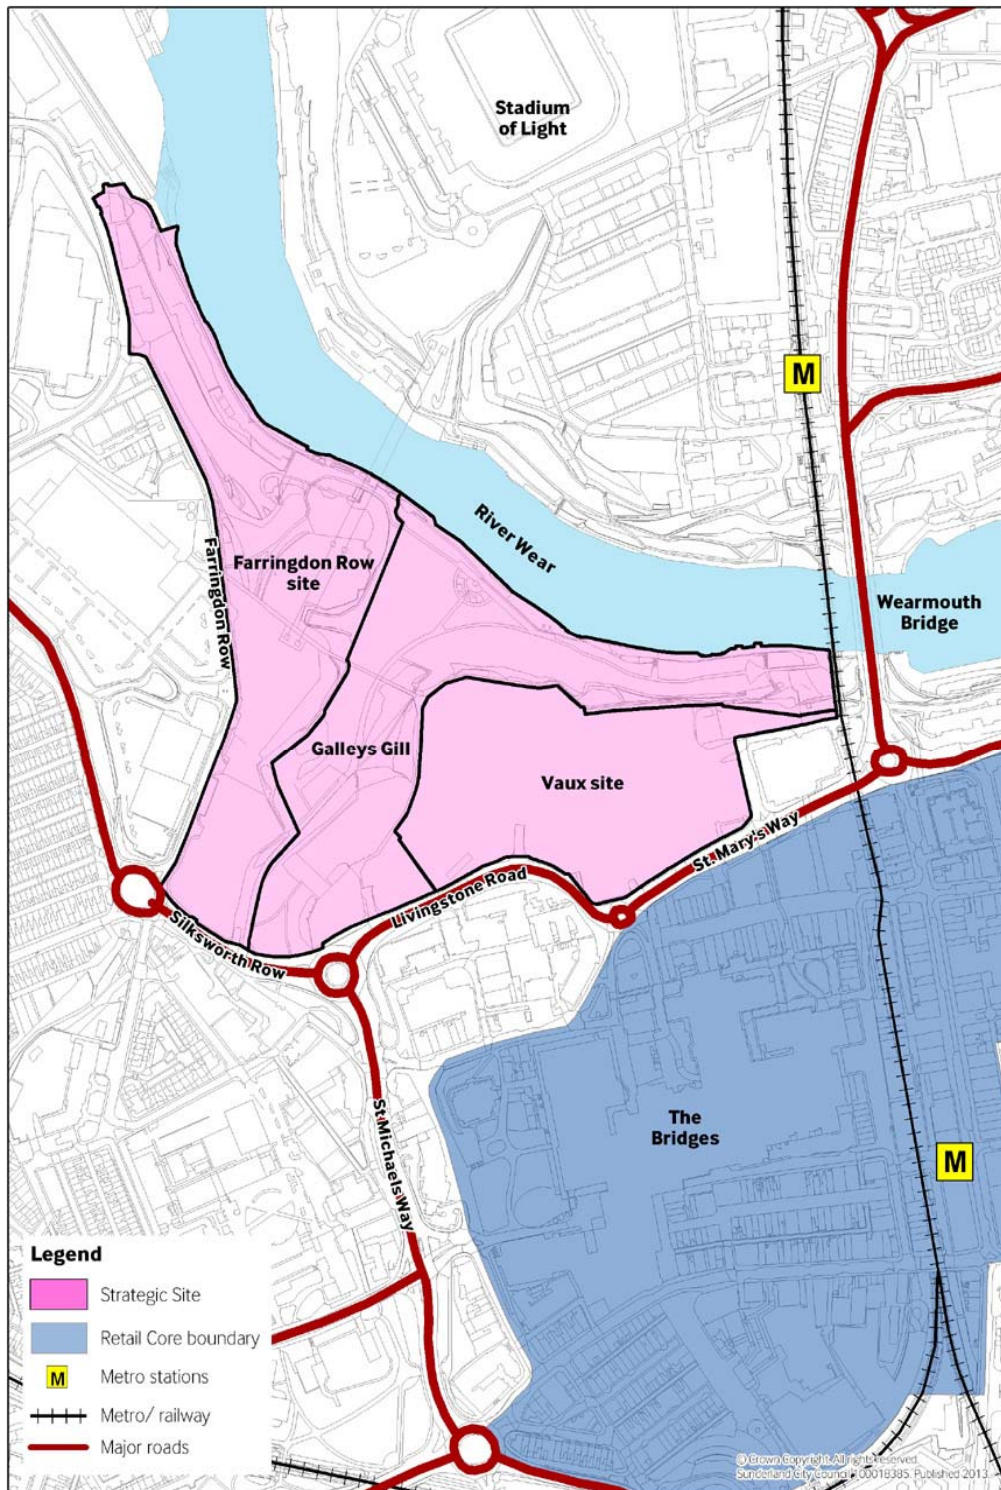 Stadium
of Light
M
River Wear
Wearmouth
Bridge
Farringdon Row
Farringdon Row
site
Galleys Gill
Vaux site
St. Mary's Way
Livingstone Road
Silksworth Row
St Michaels Way
The
Bridges
M
Legend
Strategic Site
Retail Core boundary
M
Metro stations
Metro/ railway
Major roads
© Crown Copyright. All rights reserved.
Sunderland City Council 100018385. Published 2013.